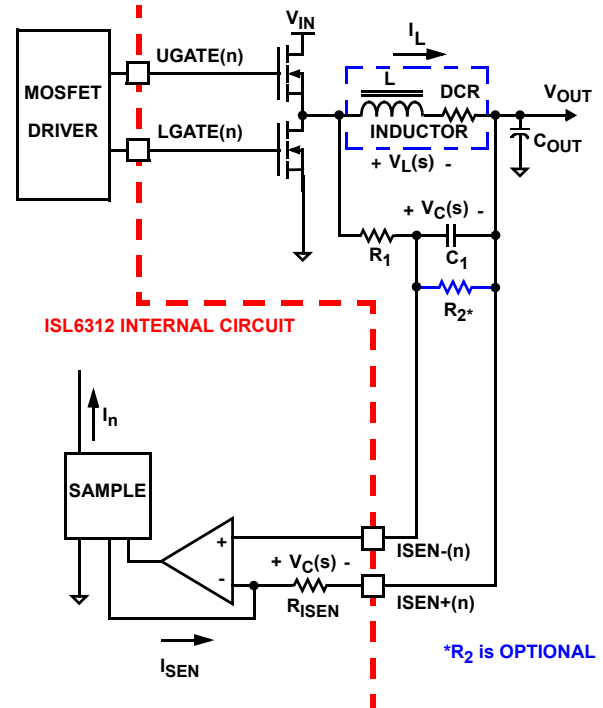 V_IN
UGATE(n)
I_L
MOSFET
DRIVER
L
DCR
V_OUT
LGATE(n)
INDUCTOR
C_OUT
+ V_L(s) -
+ V_C(s) -
R_1
C_1
R_2*
ISL6312 INTERNAL CIRCUIT
I_n
SAMPLE
+
-
+ V_C(s) -
ISEN-(n)
R_ISEN
ISEN+(n)
I_SEN
*R_2 is OPTIONAL